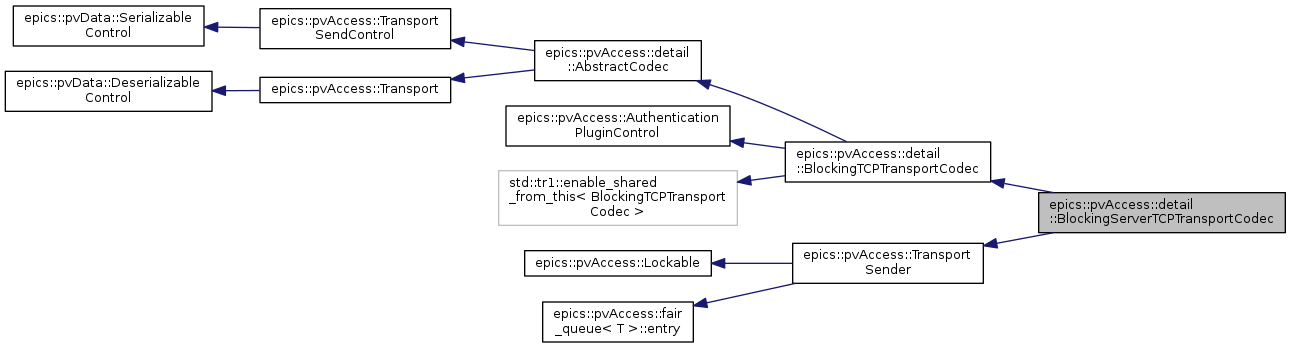 epics::pvData::Serializable
Control
epics::pvAccess::Transport
SendControl
epics::pvAccess::detail
::AbstractCodec
epics::pvData::Deserializable
Control
epics::pvAccess::Transport
epics::pvAccess::Authentication
PluginControl
epics::pvAccess::detail
::BlockingTCPTransportCodec
std::tr1::enable_shared
_from_this< BlockingTCPTransport
Codec >
epics::pvAccess::detail
::BlockingServerTCPTransportCodec
epics::pvAccess::Lockable
epics::pvAccess::Transport
Sender
epics::pvAccess::fair
_queue< T >::entry